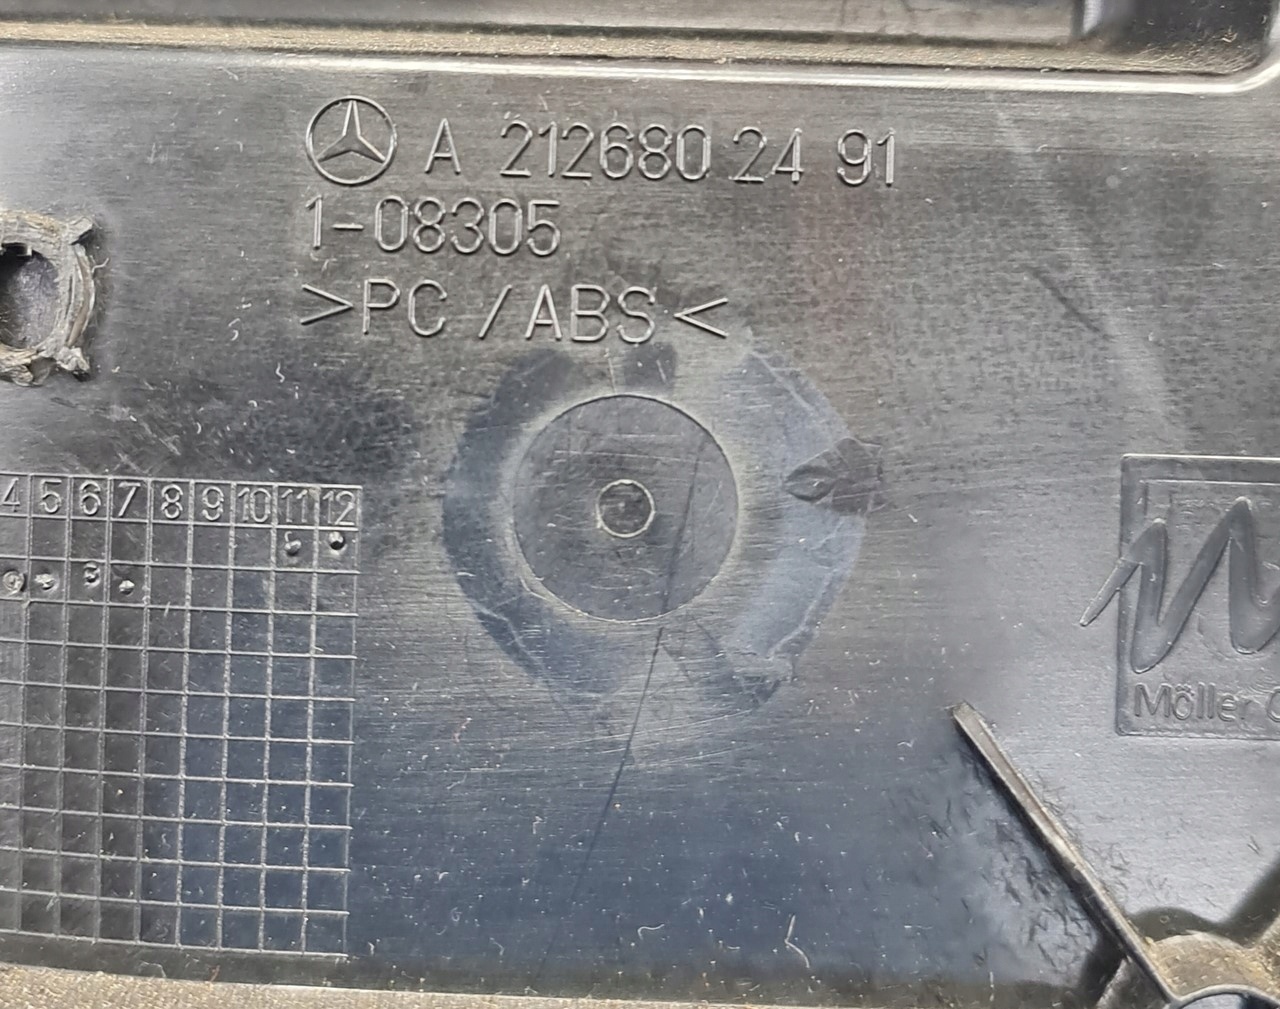 A 212680 24 91
1-08305
>PC / ABS<
4 5 6 7 8 9 10 11 12
Möller